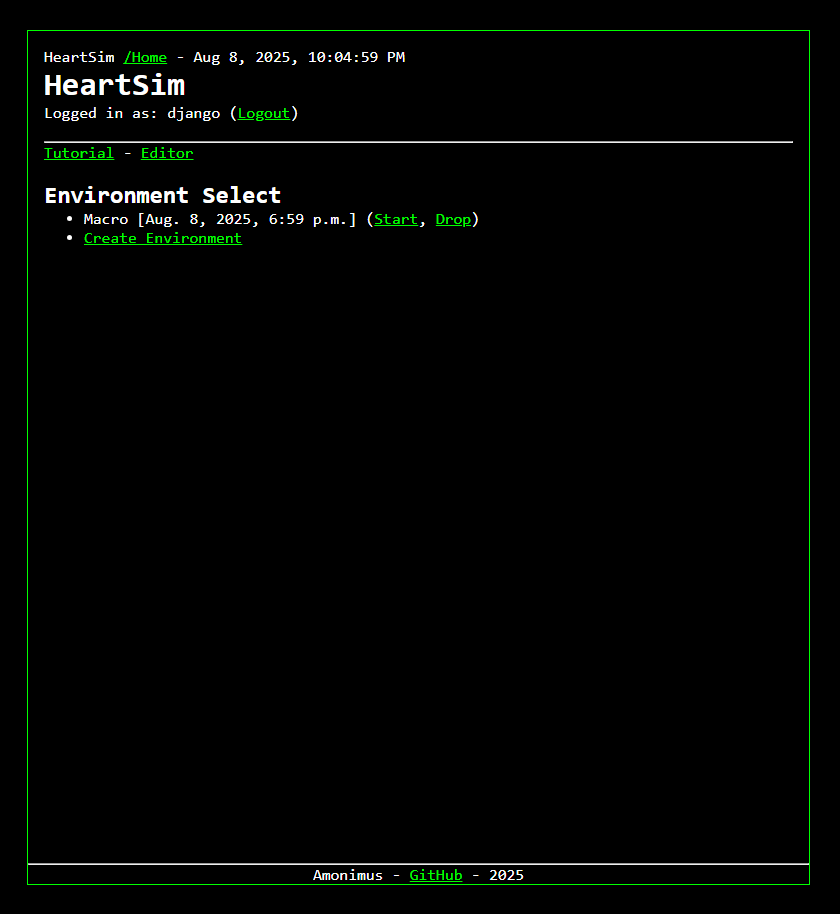 HeartSim /Home - Aug 8, 2025, 10:04:59 PM
HeartSim
Logged in as: django (Logout)
Tutorial - Editor
Environment Select
• Macro [Aug. 8, 2025, 6:59 p.m.] (Start, Drop)
• Create Environment
Amonimus - GitHub - 2025